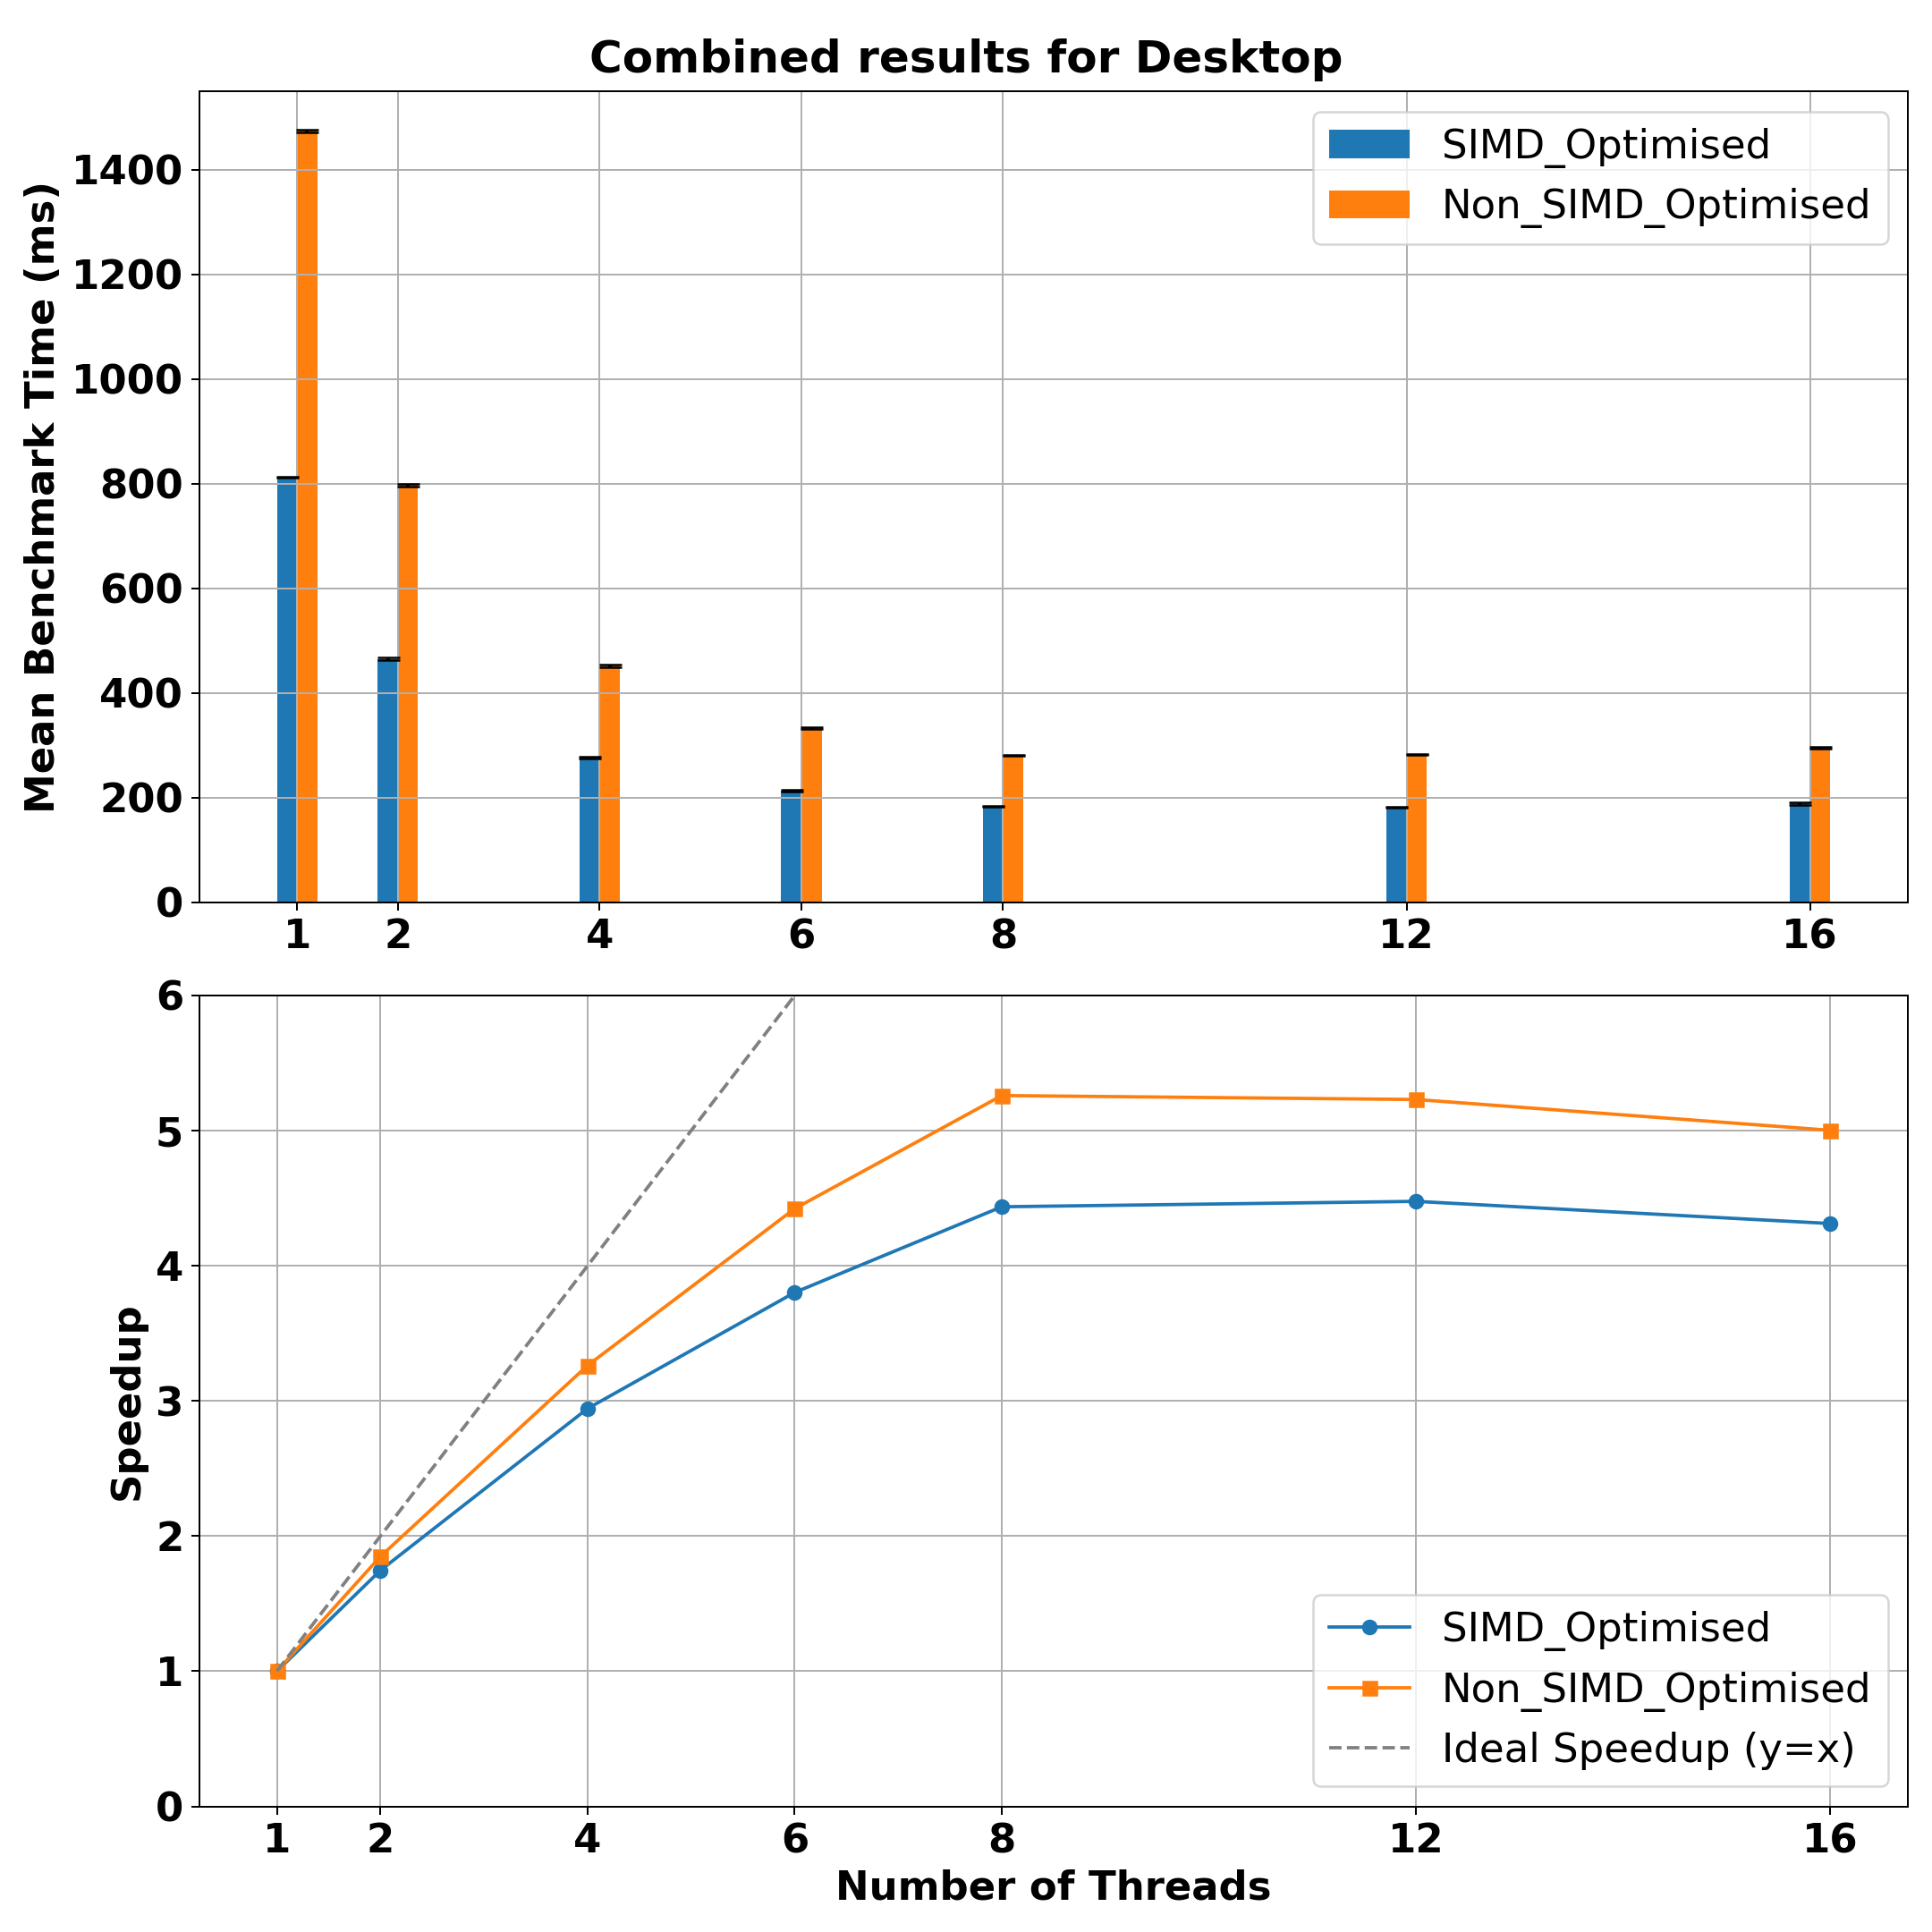 Combined results for Desktop
Mean Benchmark Time (ms)
1400
1200
1000
800
600
400
200
0
SIMD_Optimised
Non_SIMD_Optimised
1 2 4 6 8 12 16
Speedup
6
5
4
3
2
1
0
SIMD_Optimised
Non_SIMD_Optimised
Ideal Speedup (y=x)
1 2 4 6 8 12 16
Number of Threads